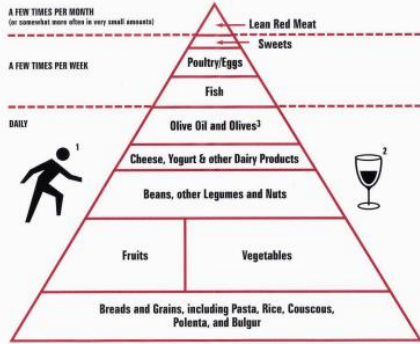 A FEW TIMES PER MONTH
(or somewhat more often in very small amounts)
Lean Red Meat
Sweets
A FEW TIMES PER WEEK
Poultry/Eggs
Fish
DAILY
Olive Oil and Olives³
1
Cheese, Yogurt & other Dairy Products
2
Beans, other Legumes and Nuts
Fruits
Vegetables
Breads and Grains, including Pasta, Rice, Couscous,
Polenta, and Bulgur